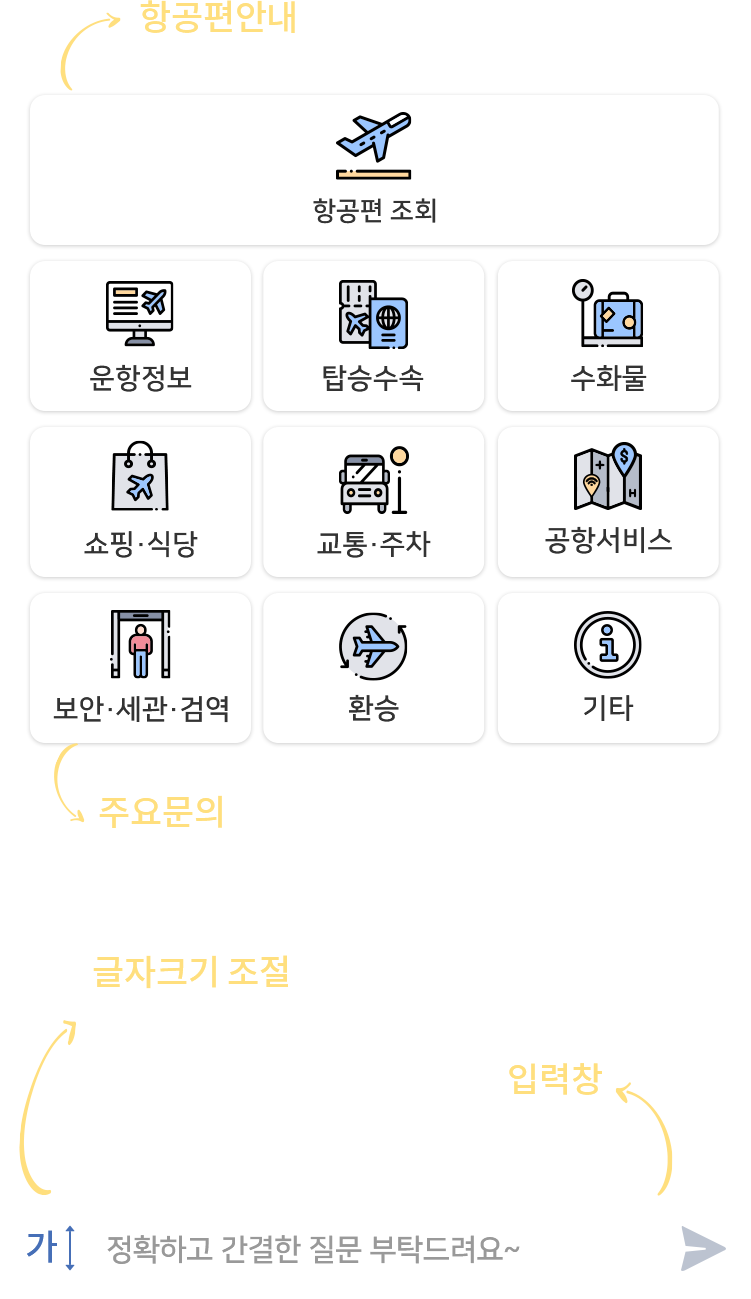 항공편안내
항공편 조회
운항정보
탑승수속
수화물
쇼핑·식당
교통·주차
공항서비스
H
보안·세관·검역
환승
기타
주요문의
글자크기 조절
입력창
가
정확하고 간결한 질문 부탁드려요~